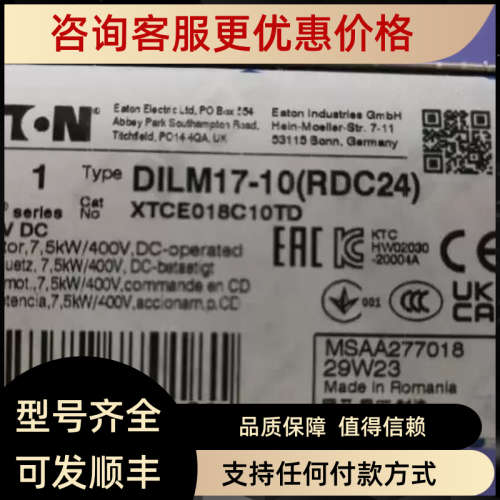 咨询客服更优惠价格
Eaton Electric Ltd, PO Box 554
Abbey Park Southampton Road,
Titchfield, PO14 4QA, UK
Eaton Industries GmbH
Hein-Moeller-Str. 7-11
53115 Bonn, Germany
1 Type DILM17-10(RDC24)
series Cat No XTCE018C10TD
V DC
tor,7,5kW/400V,DC-operated
uetz,7,5kW/400V, DC-betaetigt
mot.,7,5kW/400V,commande en CD
otencia,7,5kW/400V,accionam.p.CD
EAC
KTC
HW02030
-20004A
CE
001
CCC
UKCA
MSAA277018
29W23
Made in Romania
型号齐全
可发顺丰
品质保障 值得信赖
支持任何付款方式